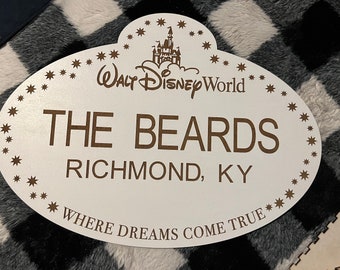 WALT DISNEY World
THE BEARDS
RICHMOND, KY
WHERE DREAMS COME TRUE